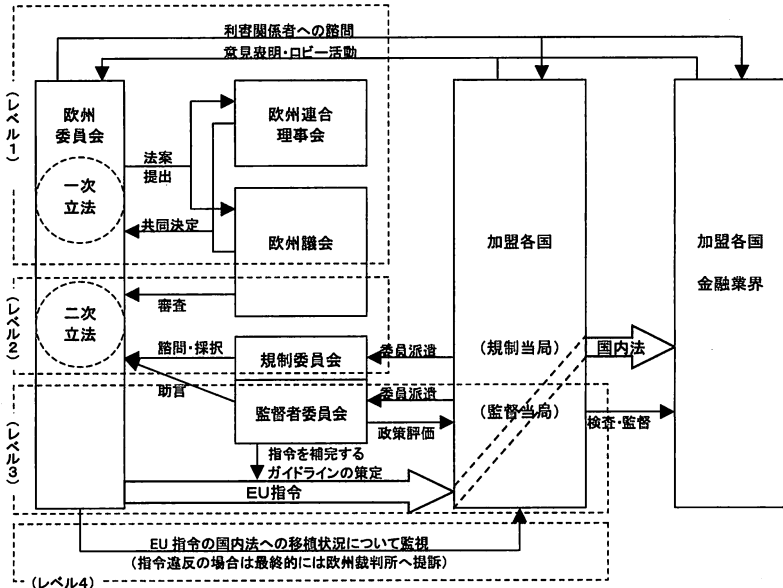 利害関係者への諮問
意見表明・ロビー活動
(レベル1)
欧州
委員会
欧州連合
理事会
法案
提出
一次
立法
共同決定
欧州議会
加盟各国
加盟各国
金融業界
(レベル2)
二次
立法
審査
諮問・採択
規制委員会
委員派遣
(規制当局)
国内法
助言
(レベル3)
監督者委員会
委員派遣
(監督当局)
政策評価
検査・監督
指令を補完する
ガイドラインの策定
EU指令
EU 指令の国内法への移植状況について監視
(指令違反の場合は最終的には欧州裁判所へ提訴)
(レベル4)